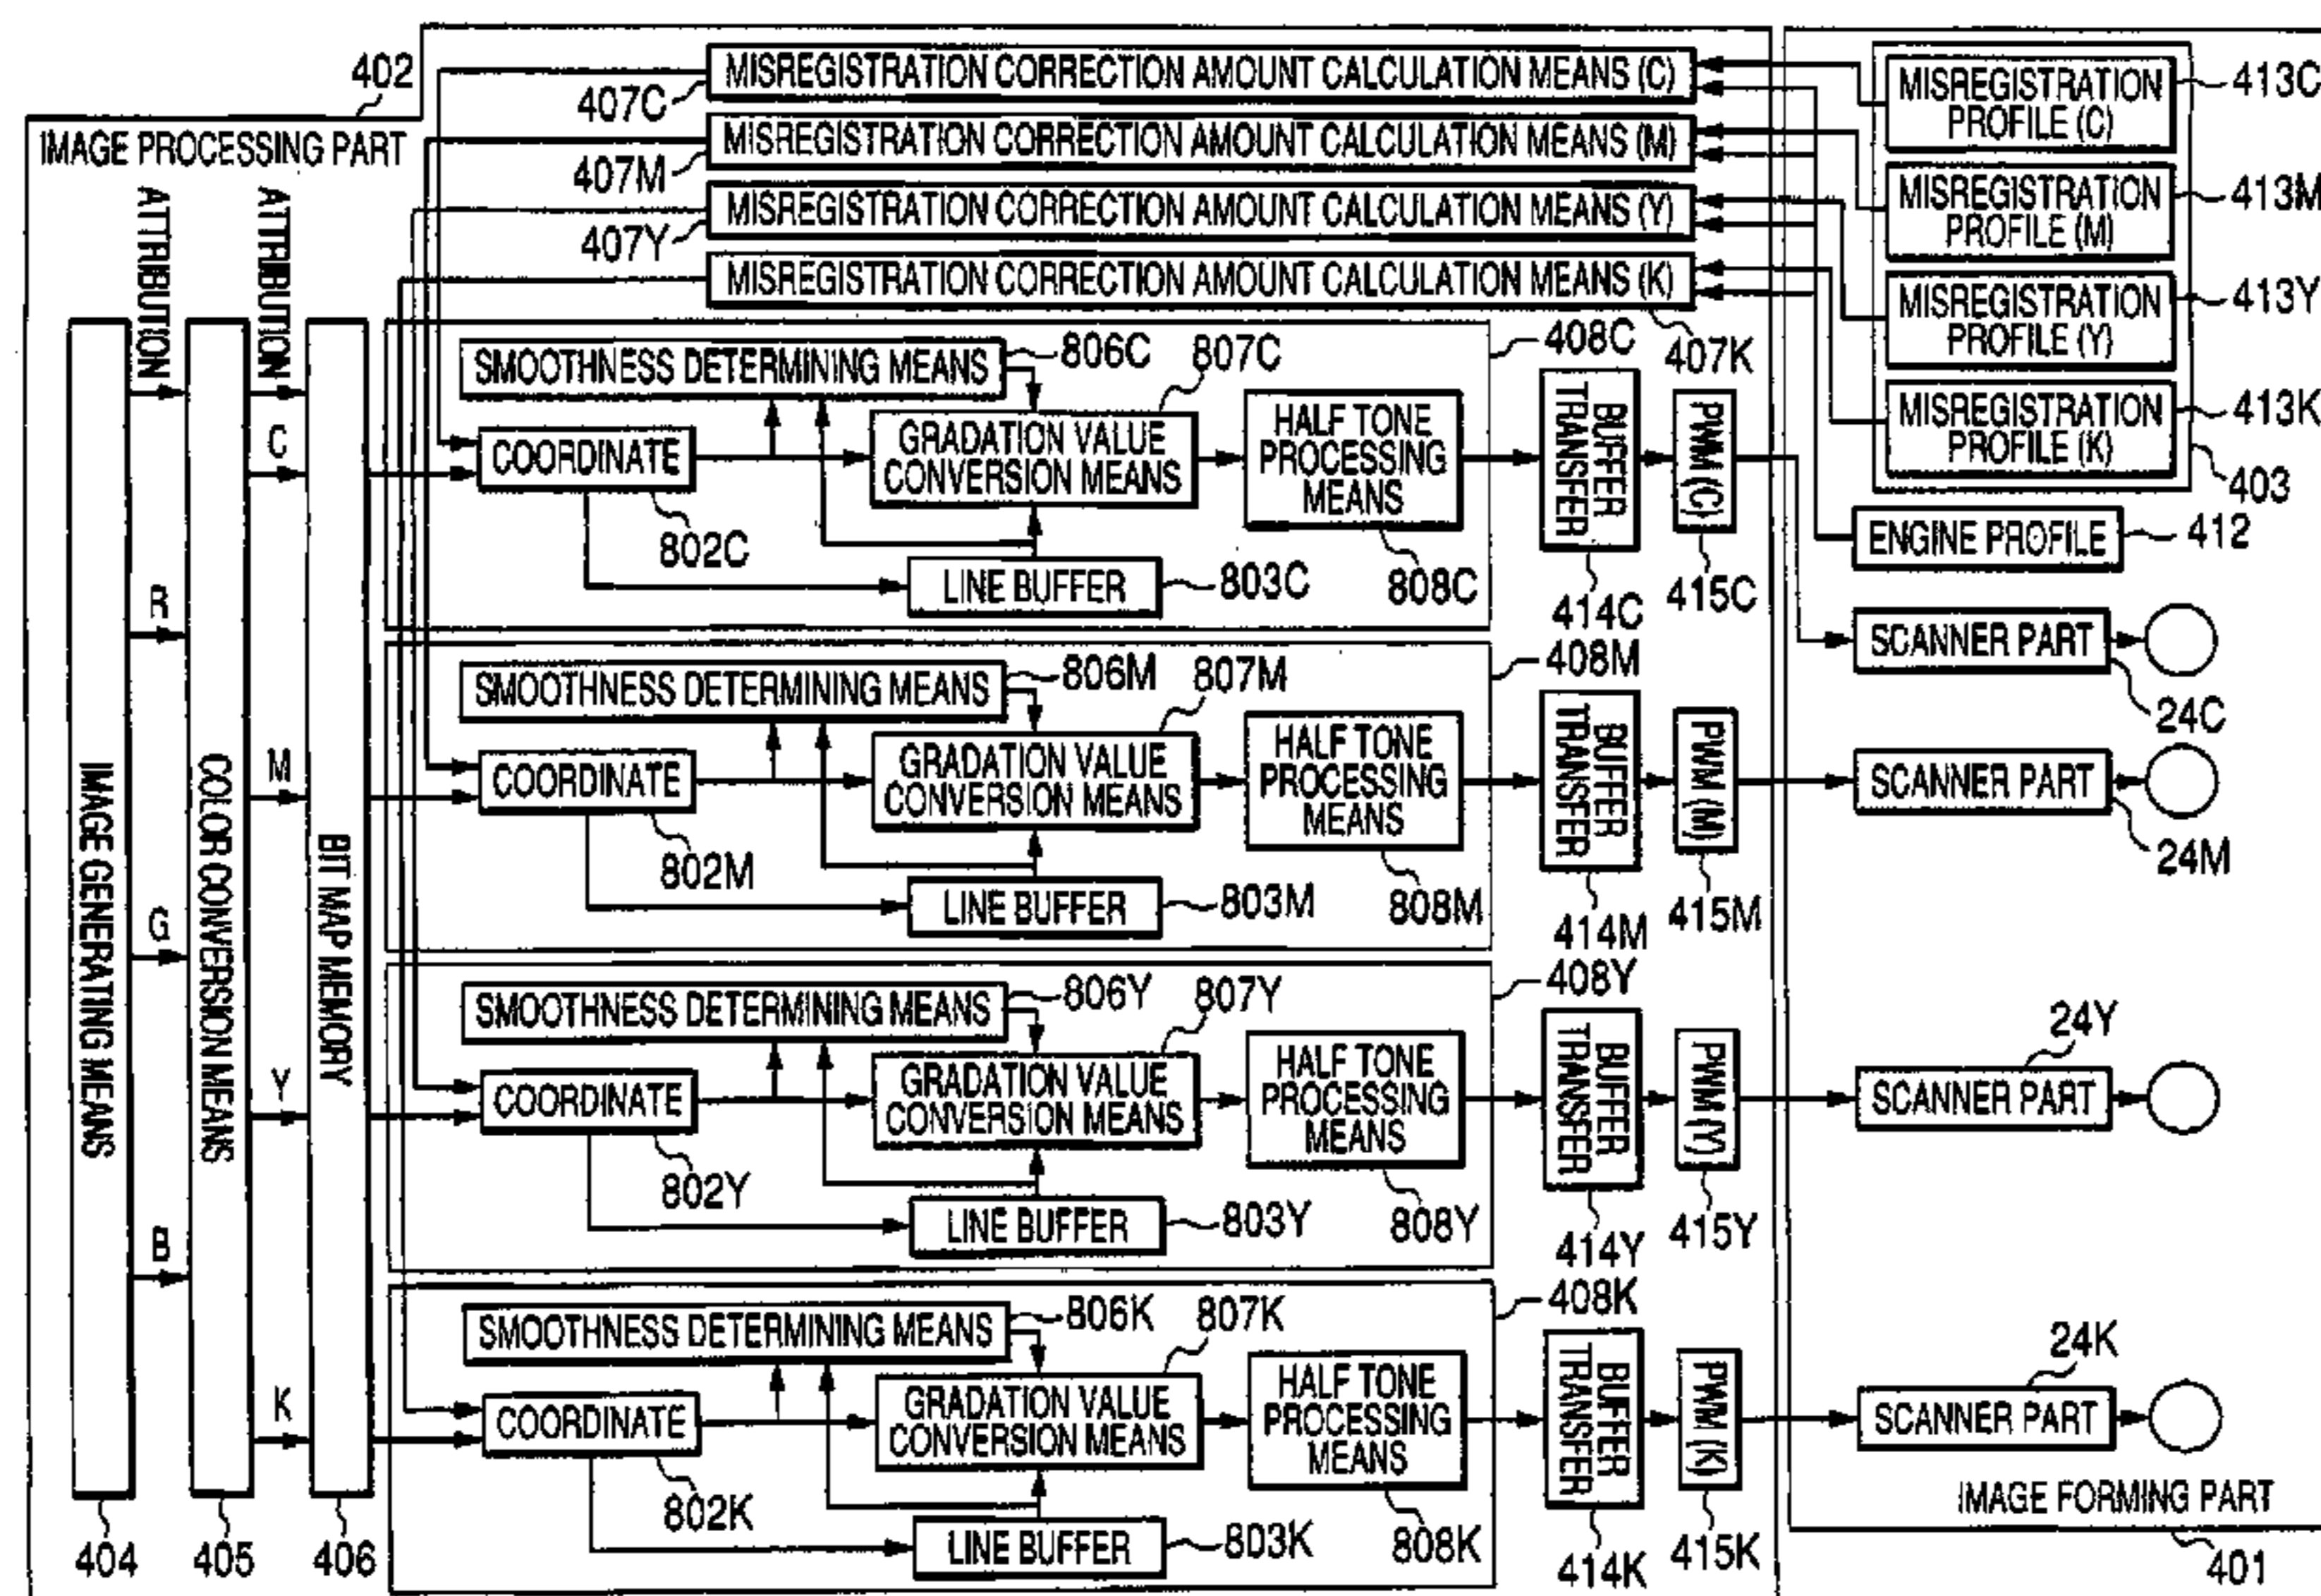 402
IMAGE PROCESSING PART
ATTRIBUTION
ATTRIBUTION
MISREGISTRATION CORRECTION AMOUNT CALCULATION MEANS (C)
407C
MISREGISTRATION CORRECTION AMOUNT CALCULATION MEANS (M)
407M
MISREGISTRATION CORRECTION AMOUNT CALCULATION MEANS (Y)
407Y
MISREGISTRATION CORRECTION AMOUNT CALCULATION MEANS (K)
407K
MISREGISTRATION
PROFILE (C)
413C
MISREGISTRATION
PROFILE (M)
413M
MISREGISTRATION
PROFILE (Y)
413Y
MISREGISTRATION
PROFILE (K)
413K
403
ENGINE PROFILE
412
IMAGE GENERATING MEANS
404
R
G
B
COLOR CONVERSION MEANS
405
C
M
Y
K
BIT MAP MEMORY
406
SMOOTHNESS DETERMINING MEANS
806C
807C
408C
COORDINATE
802C
GRADATION VALUE
CONVERSION MEANS
HALF TONE
PROCESSING
MEANS
808C
LINE BUFFER
803C
BUFFER
TRANSFER
414C
PWM (C)
415C
SCANNER PART
24C
SMOOTHNESS DETERMINING MEANS
806M
807M
408M
COORDINATE
802M
GRADATION VALUE
CONVERSION MEANS
HALF TONE
PROCESSING
MEANS
808M
LINE BUFFER
803M
BUFFER
TRANSFER
414M
PWM (M)
415M
SCANNER PART
24M
SMOOTHNESS DETERMINING MEANS
806Y
807Y
408Y
COORDINATE
802Y
GRADATION VALUE
CONVERSION MEANS
HALF TONE
PROCESSING
MEANS
808Y
LINE BUFFER
803Y
BUFFER
TRANSFER
414Y
PWM (Y)
415Y
24Y
SCANNER PART
SMOOTHNESS DETERMINING MEANS
806K
807K
408K
COORDINATE
802K
GRADATION VALUE
CONVERSION MEANS
HALF TONE
PROCESSING
MEANS
808K
LINE BUFFER
803K
BUFFER
TRANSFER
414K
PWM (K)
415K
24K
SCANNER PART
IMAGE FORMING PART
401